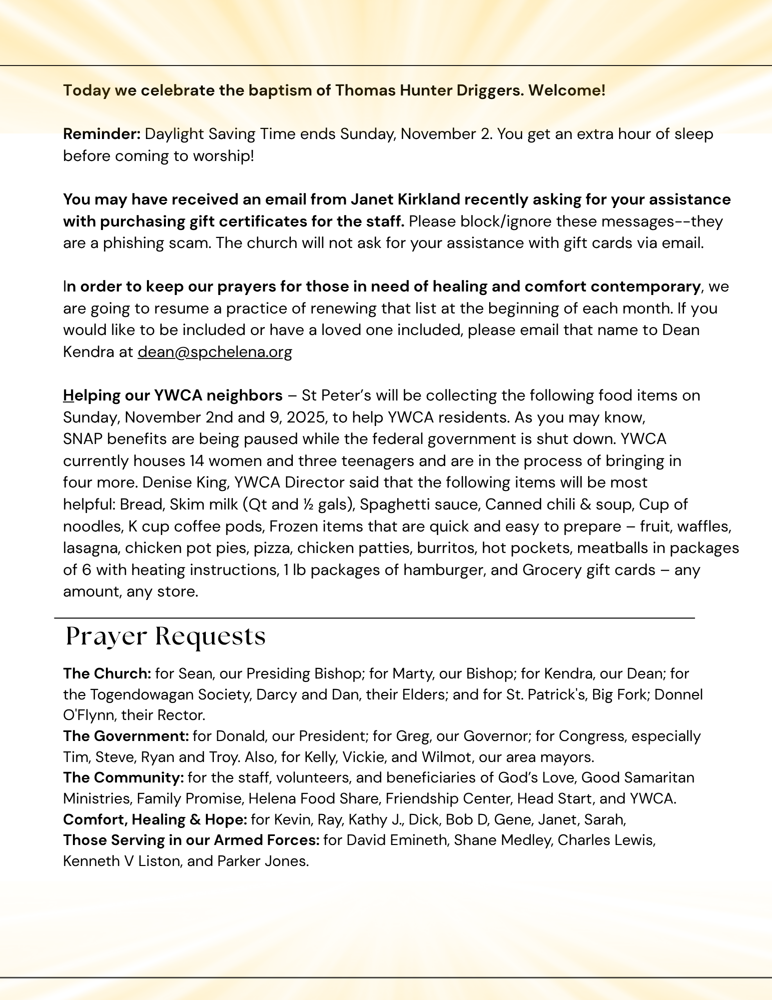 Today we celebrate the baptism of Thomas Hunter Driggers. Welcome!
Reminder: Daylight Saving Time ends Sunday, November 2. You get an extra hour of sleep
before coming to worship!
You may have received an email from Janet Kirkland recently asking for your assistance
with purchasing gift certificates for the staff. Please block/ignore these messages--they
are a phishing scam. The church will not ask for your assistance with gift cards via email.
In order to keep our prayers for those in need of healing and comfort contemporary, we
are going to resume a practice of renewing that list at the beginning of each month. If you
would like to be included or have a loved one included, please email that name to Dean
Kendra at dean@spchelena.org
Helping our YWCA neighbors – St Peter’s will be collecting the following food items on
Sunday, November 2nd and 9, 2025, to help YWCA residents. As you may know,
SNAP benefits are being paused while the federal government is shut down. YWCA
currently houses 14 women and three teenagers and are in the process of bringing in
four more. Denise King, YWCA Director said that the following items will be most
helpful: Bread, Skim milk (Qt and ½ gals), Spaghetti sauce, Canned chili & soup, Cup of
noodles, K cup coffee pods, Frozen items that are quick and easy to prepare – fruit, waffles,
lasagna, chicken pot pies, pizza, chicken patties, burritos, hot pockets, meatballs in packages
of 6 with heating instructions, 1 lb packages of hamburger, and Grocery gift cards – any
amount, any store.
Prayer Requests
The Church: for Sean, our Presiding Bishop; for Marty, our Bishop; for Kendra, our Dean; for
the Togendowagan Society, Darcy and Dan, their Elders; and for St. Patrick's, Big Fork; Donnel
O'Flynn, their Rector.
The Government: for Donald, our President; for Greg, our Governor; for Congress, especially
Tim, Steve, Ryan and Troy. Also, for Kelly, Vickie, and Wilmot, our area mayors.
The Community: for the staff, volunteers, and beneficiaries of God’s Love, Good Samaritan
Ministries, Family Promise, Helena Food Share, Friendship Center, Head Start, and YWCA.
Comfort, Healing & Hope: for Kevin, Ray, Kathy J., Dick, Bob D, Gene, Janet, Sarah,
Those Serving in our Armed Forces: for David Emineth, Shane Medley, Charles Lewis,
Kenneth V Liston, and Parker Jones.